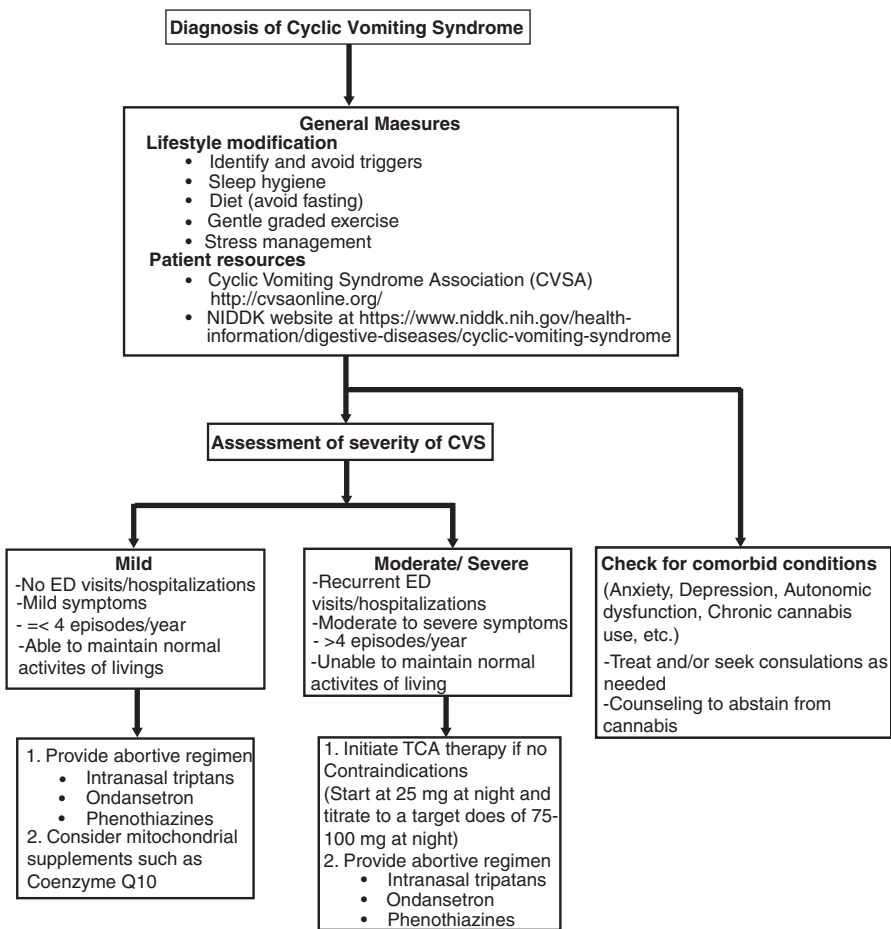 Diagnosis of Cyclic Vomiting Syndrome
General Maesures
Lifestyle modification
• Identify and avoid triggers
• Sleep hygiene
• Diet (avoid fasting)
• Gentle graded exercise
• Stress management
Patient resources
• Cyclic Vomiting Syndrome Association (CVSA)
http://cvsaonline.org/
• NIDDK website at https://www.niddk.nih.gov/health-
information/digestive-diseases/cyclic-vomiting-syndrome
Assessment of severity of CVS
Mild
-No ED visits/hospitalizations
-Mild symptoms
- =< 4 episodes/year
-Able to maintain normal
activites of livings
Moderate/ Severe
-Recurrent ED
visits/hospitalizations
-Moderate to severe symptoms
- >4 episodes/year
-Unable to maintain normal
activites of living
Check for comorbid conditions
(Anxiety, Depression, Autonomic
dysfunction, Chronic cannabis
use, etc.)
-Treat and/or seek consulations as
needed
-Counseling to abstain from
cannabis
1. Provide abortive regimen
• Intranasal triptans
• Ondansetron
• Phenothiazines
2. Consider mitochondrial
supplements such as
Coenzyme Q10
1. Initiate TCA therapy if no
Contraindications
(Start at 25 mg at night and
titrate to a target does of 75-
100 mg at night)
2. Provide abortive regimen
• Intranasal tripatans
• Ondansetron
• Phenothiazines